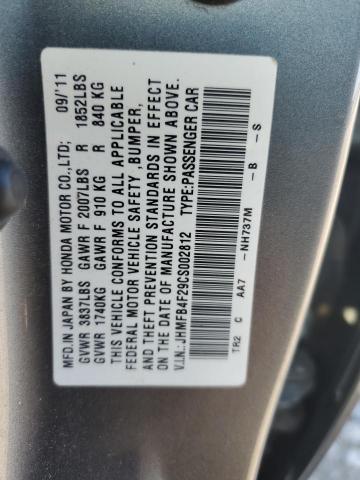 MFD. IN JAPAN BY HONDA MOTOR CO.,LTD; 09/'11
GVWR 3837LBS GAWR F 2007LBS R 1852LBS
GVWR 1740KG GAWR F 910 KG R 840 KG
THIS VEHICLE CONFORMS TO ALL APPLICABLE
FEDERAL MOTOR VEHICLE SAFETY ,BUMPER,
AND THEFT PREVENTION STANDARDS IN EFFECT
ON THE DATE OF MANUFACTURE SHOWN ABOVE.
V.I.N.: JHMFB4F29CS002812 TYPE:PASSENGER CAR
TR2 C AA7 -NH737M -B -S